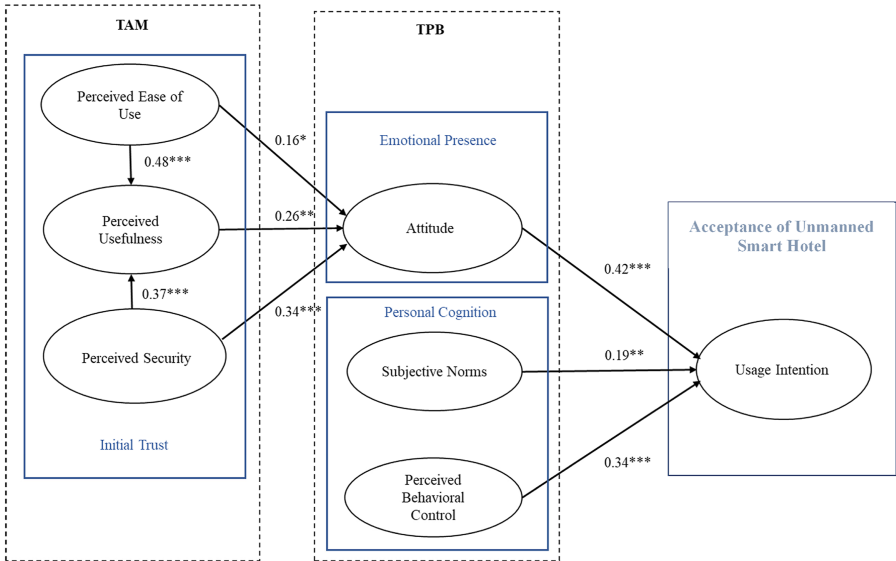 TAM
Perceived Ease of
Use
0.48***
Perceived
Usefulness
0.37***
Perceived Security
Initial Trust
0.16*
0.26**
0.34***
TPB
Emotional Presence
Attitude
Personal Cognition
Subjective Norms
Perceived
Behavioral
Control
0.42***
0.19**
0.34***
Acceptance of Unmanned
Smart Hotel
Usage Intention